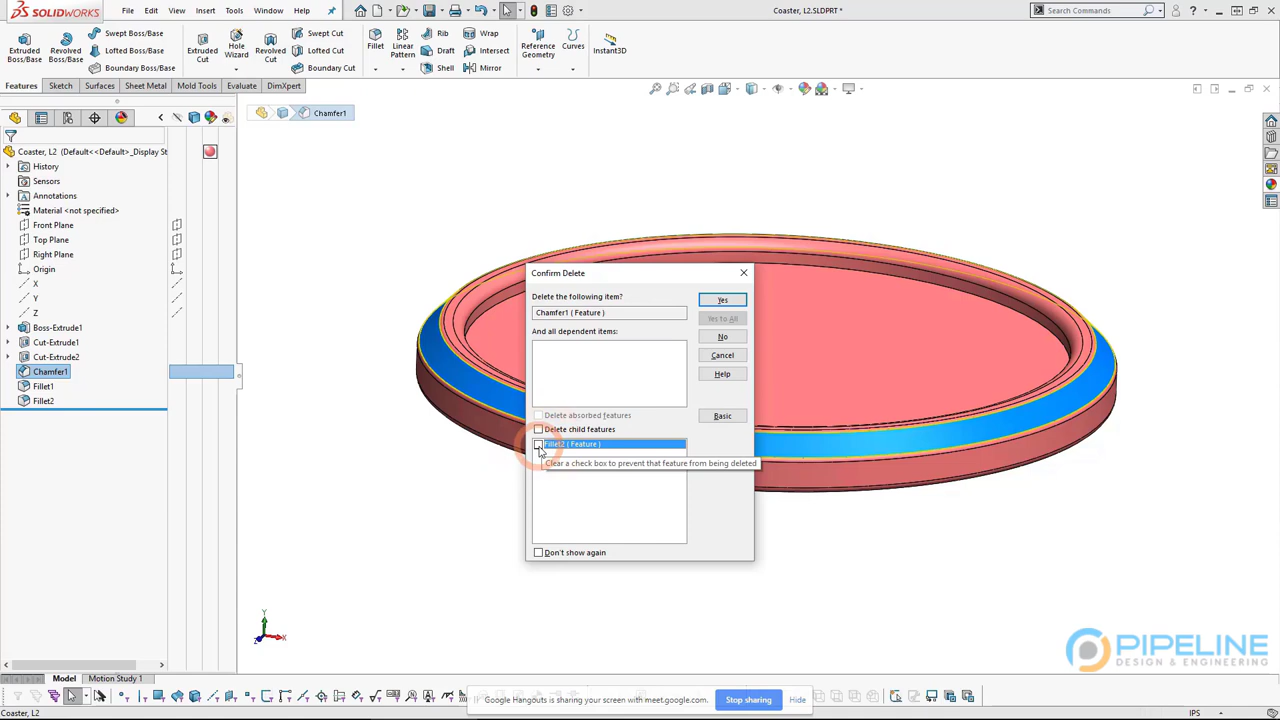 SOLIDWORKS File Edit View Insert Tools Window Help Coaster, L2.SLDPRT * Search Commands
Extruded Boss/Base
Revolved Boss/Base
Swept Boss/Base
Lofted Boss/Base
Boundary Boss/Base
Extruded Cut
Hole Wizard
Revolved Cut
Swept Cut
Lofted Cut
Boundary Cut
Fillet
Linear Pattern
Rib
Draft
Shell
Wrap
Intersect
Mirror
Reference Geometry
Curves
Instant3D
Features Sketch Surfaces Sheet Metal Mold Tools Evaluate DimXpert
Chamfer1
Coaster, L2 (Default<<Default>_Display St
History
Sensors
Annotations
Material <not specified>
Front Plane
Top Plane
Right Plane
Origin
X
Y
Z
Boss-Extrude1
Cut-Extrude1
Cut-Extrude2
Chamfer1
Fillet1
Fillet2
Confirm Delete
Delete the following item?
Chamfer1 ( Feature )
And all dependent items:
Yes
Yes to All
No
Cancel
Help
Delete absorbed features
Basic
Delete child features
Fillet2 ( Feature )
Clear a check box to prevent that feature from being deleted
Don't show again
Y
X
Z
PIPELINE
DESIGN & ENGINEERING
Model Motion Study 1
Google Hangouts is sharing your screen with meet.google.com. Stop sharing Hide
Coaster, L2 IPS